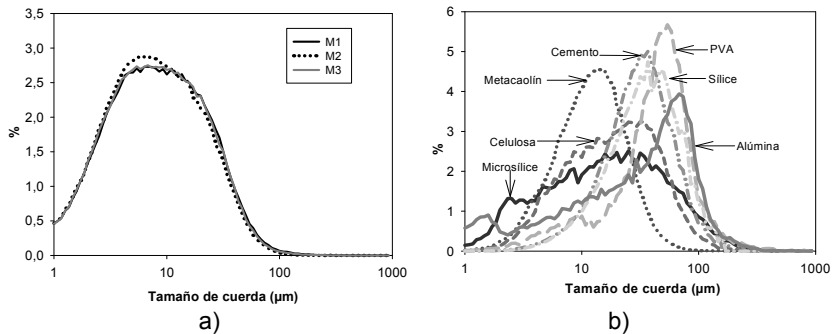 3,5
3,0
2,5
2,0
1,5
1,0
0,5
0,0
%
M1
M2
M3
1 10 100 1000
Tamaño de cuerda (µm)
a)
6
5
4
3
2
1
0
%
Cemento
PVA
Metacaolín
Sílice
Celulosa
Alúmina
Microsílice
1 10 100 1000
Tamaño de cuerda (µm)
b)